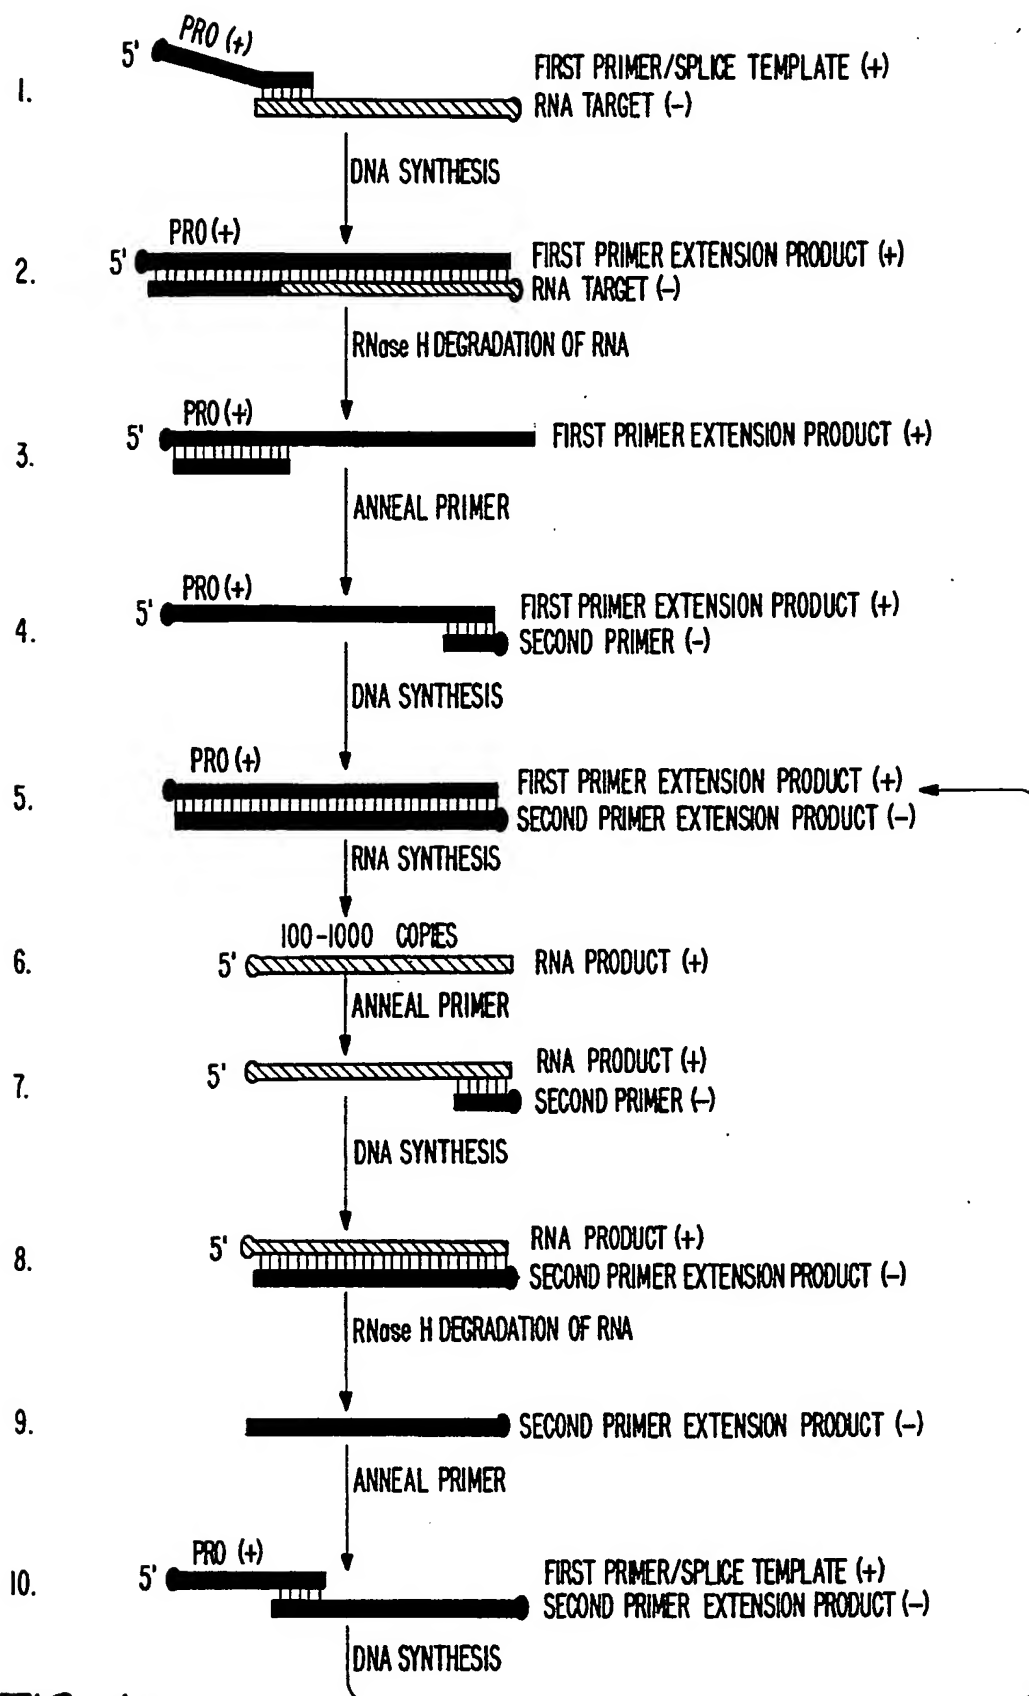 PRO (+)
5'
1.
FIRST PRIMER/SPLICE TEMPLATE (+)
RNA TARGET (-)
DNA SYNTHESIS
PRO (+)
5'
2.
FIRST PRIMER EXTENSION PRODUCT (+)
RNA TARGET (-)
RNase H DEGRADATION OF RNA
PRO (+)
5'
3.
FIRST PRIMER EXTENSION PRODUCT (+)
ANNEAL PRIMER
PRO (+)
5'
4.
FIRST PRIMER EXTENSION PRODUCT (+)
SECOND PRIMER (-)
DNA SYNTHESIS
PRO (+)
5.
FIRST PRIMER EXTENSION PRODUCT (+)
SECOND PRIMER EXTENSION PRODUCT (-)
RNA SYNTHESIS
100-1000 COPIES
6.
5'
RNA PRODUCT (+)
ANNEAL PRIMER
7.
5'
RNA PRODUCT (+)
SECOND PRIMER (-)
DNA SYNTHESIS
8.
5'
RNA PRODUCT (+)
SECOND PRIMER EXTENSION PRODUCT (-)
RNase H DEGRADATION OF RNA
9.
SECOND PRIMER EXTENSION PRODUCT (-)
ANNEAL PRIMER
PRO (+)
10.
5'
FIRST PRIMER/SPLICE TEMPLATE (+)
SECOND PRIMER EXTENSION PRODUCT (-)
DNA SYNTHESIS